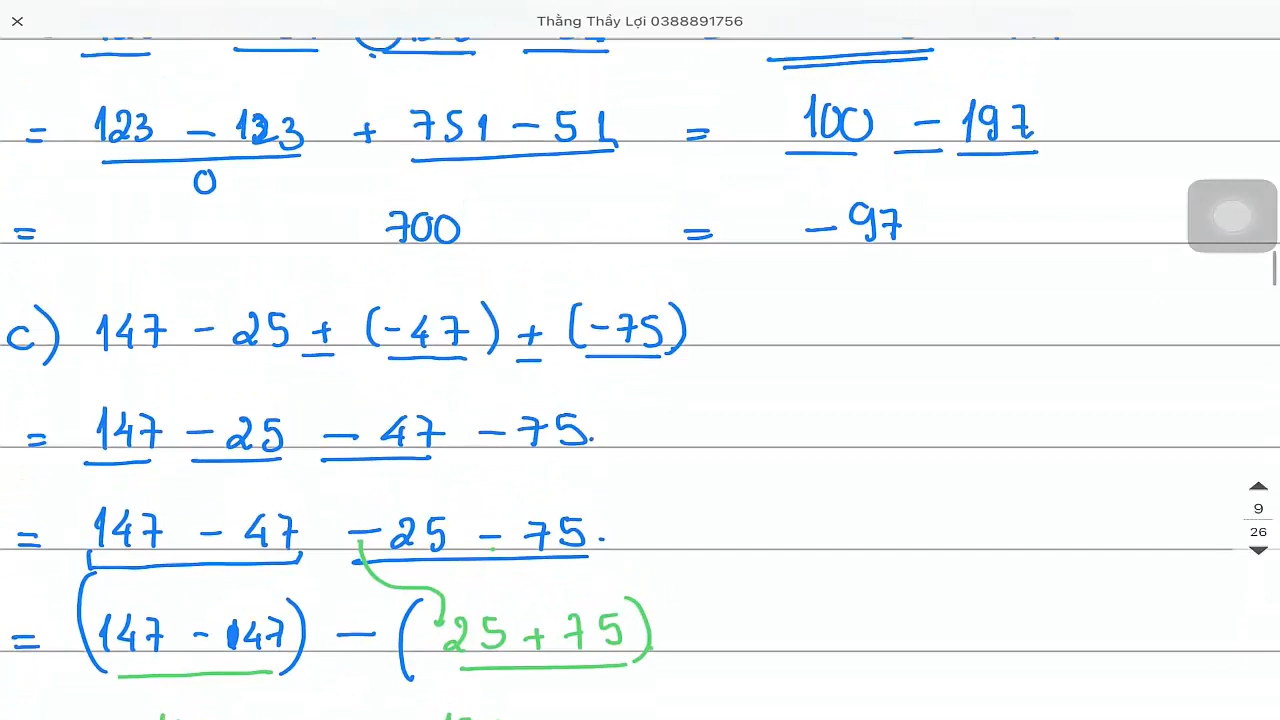 Thằng Thầy Lợi 0388891756
= 123 - 123 + 751 - 51 = 100 - 197
0
= 700 = - 97
c) 147 - 25 + (-47) + (-75)
= 147 - 25 - 47 - 75.
= 147 - 47 - 25 - 75.
= (147 - 147) - (25 + 75)
9
26